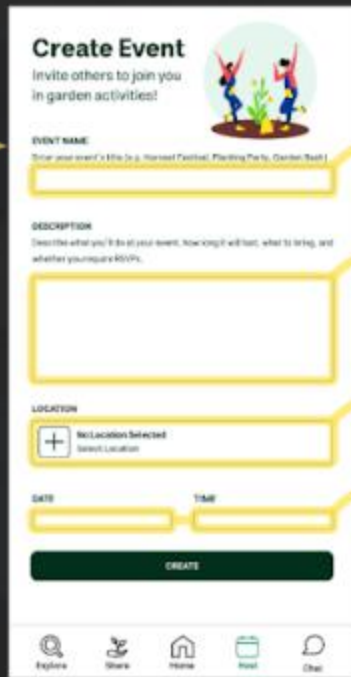 Create Event
Invite others to join you
in garden activities!
EVENT NAME
Enter your event's title (e.g. Harvest Festival, Planting Party, Garden Bash)
DESCRIPTION
Describe what you'll do at your event, how long it will last, what to bring, and
whether you require RSVPs.
LOCATION
No Location Selected
Select Location
DATE TIME
CREATE
Explore Share Home Host Chat